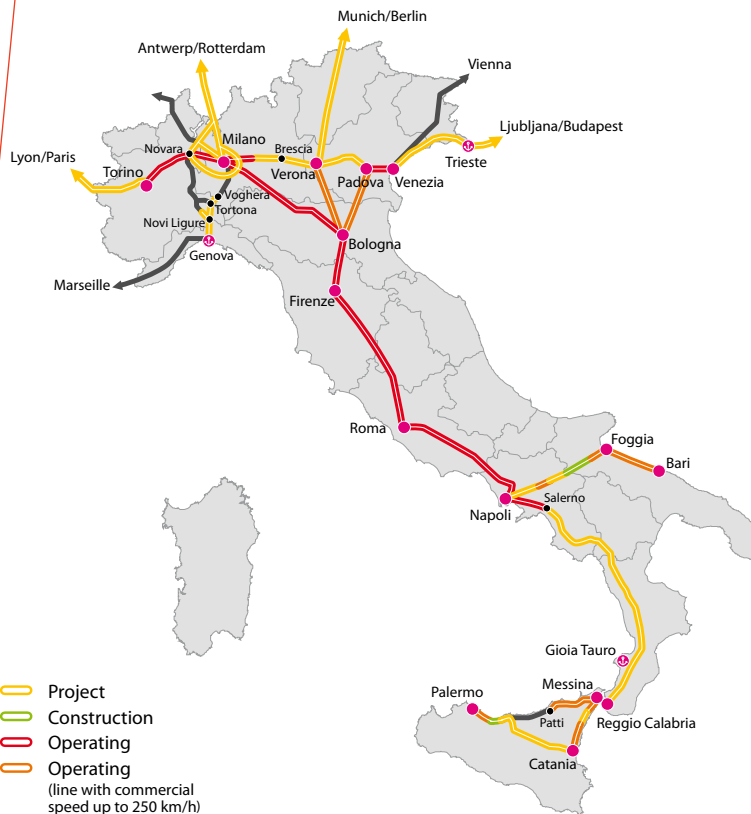 Munich/Berlin
Antwerp/Rotterdam
Vienna
Ljubljana/Budapest
Lyon/Paris
Novara
Milano
Brescia
Trieste
Torino
Verona
Padova
Venezia
Voghera
Tortona
Novi Ligure
Bologna
Genova
Marseille
Firenze
Roma
Foggia
Bari
Salerno
Napoli
Gioia Tauro
Messina
Palermo
Patti
Reggio Calabria
Catania
Project
Construction
Operating
Operating
(line with commercial
speed up to 250 km/h)